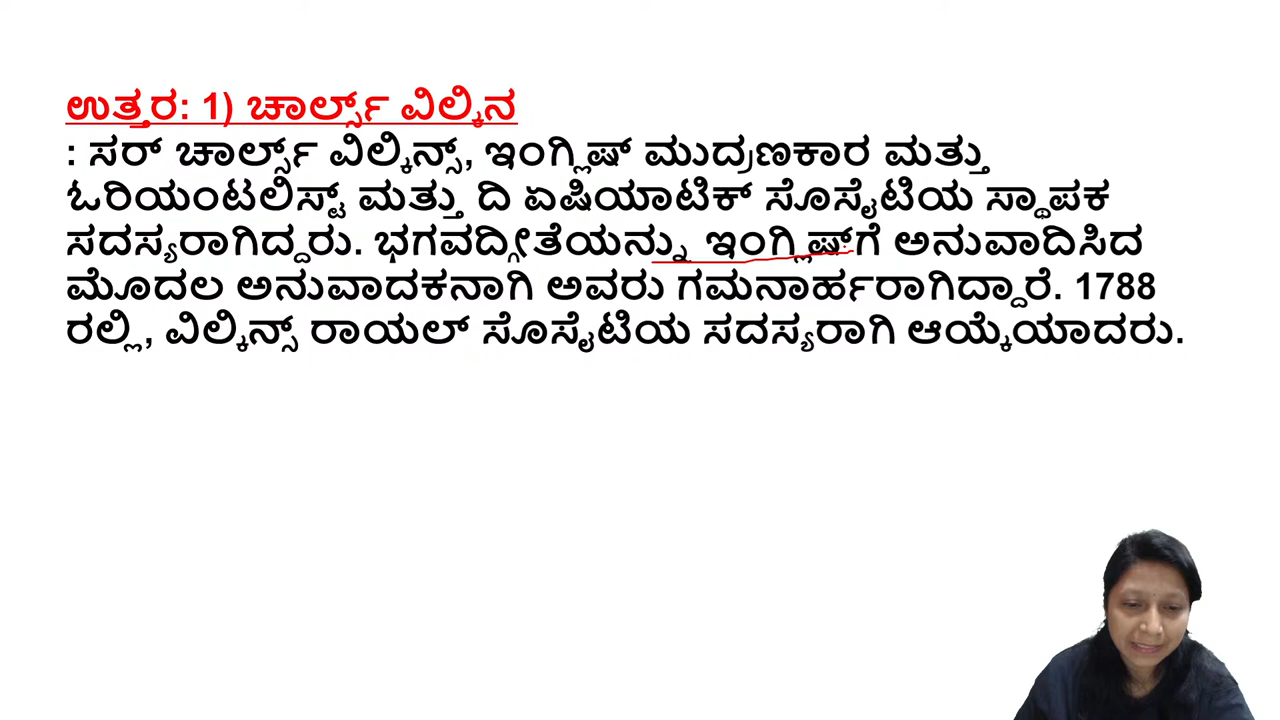 ಉತ್ತರ: 1) ಚಾರ್ಲ್ಸ್ ವಿಲ್ಕಿನ
: ಸರ್ ಚಾರ್ಲ್ಸ್ ವಿಲ್ಕಿನ್ಸ್, ಇಂಗ್ಲಿಷ್ ಮುದ್ರಣಕಾರ ಮತ್ತು
ಓರಿಯಂಟಲಿಸ್ಟ್ ಮತ್ತು ದಿ ಏಷಿಯಾಟಿಕ್ ಸೊಸೈಟಿಯ ಸ್ಥಾಪಕ
ಸದಸ್ಯರಾಗಿದ್ದರು. ಭಗವದ್ಗೀತೆಯನ್ನು ಇಂಗ್ಲಿಷ್‌ಗೆ ಅನುವಾದಿಸಿದ
ಮೊದಲ ಅನುವಾದಕನಾಗಿ ಅವರು ಗಮನಾರ್ಹರಾಗಿದ್ದಾರೆ. 1788
ರಲ್ಲಿ, ವಿಲ್ಕಿನ್ಸ್ ರಾಯಲ್ ಸೊಸೈಟಿಯ ಸದಸ್ಯರಾಗಿ ಆಯ್ಕೆಯಾದರು.